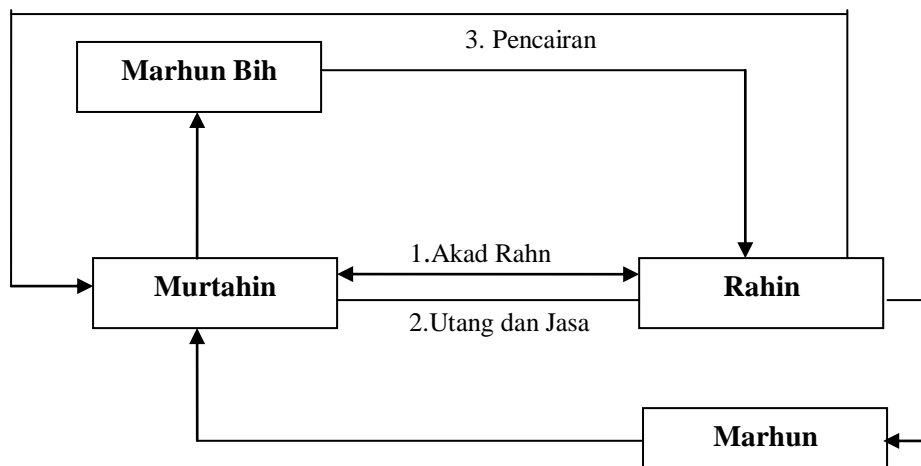 3. Pencairan
Marhun Bih
1.Akad Rahn
Murtahin
Rahin
2.Utang dan Jasa
Marhun